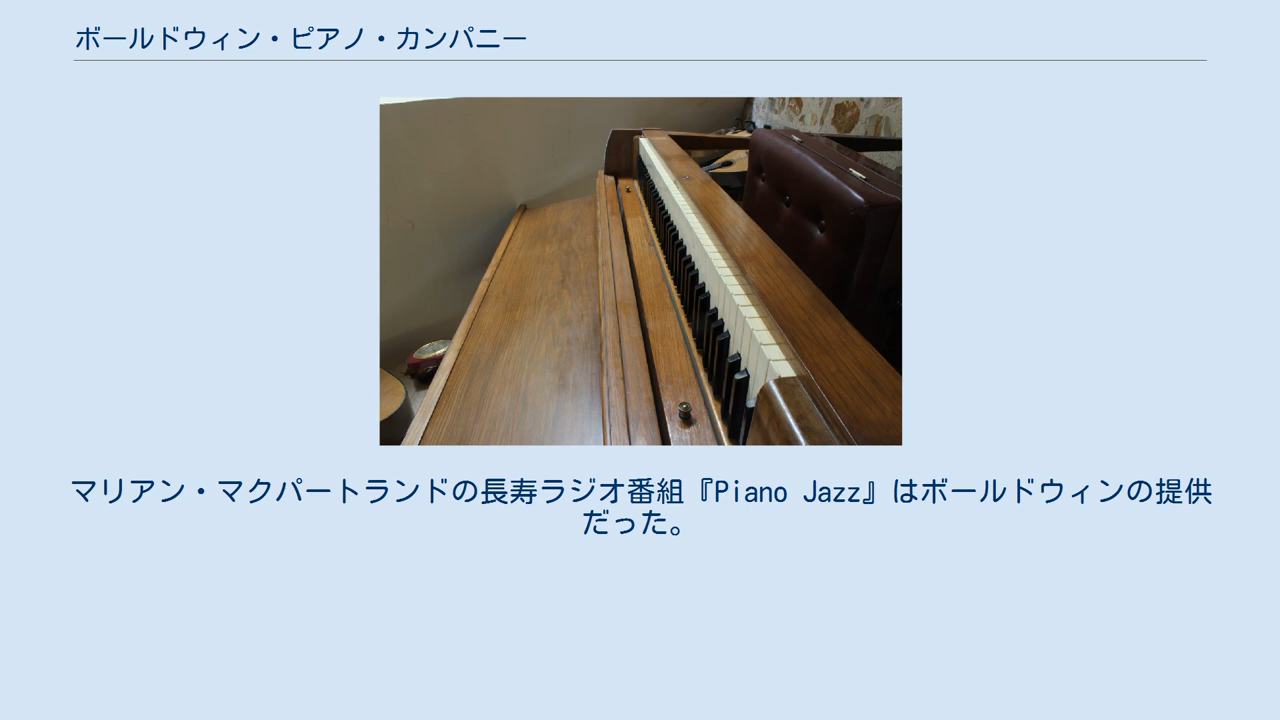 ボールドウィン・ピアノ・カンパニー
マリアン・マクパートランドの長寿ラジオ番組『Piano Jazz』はボールドウィンの提供
だった。